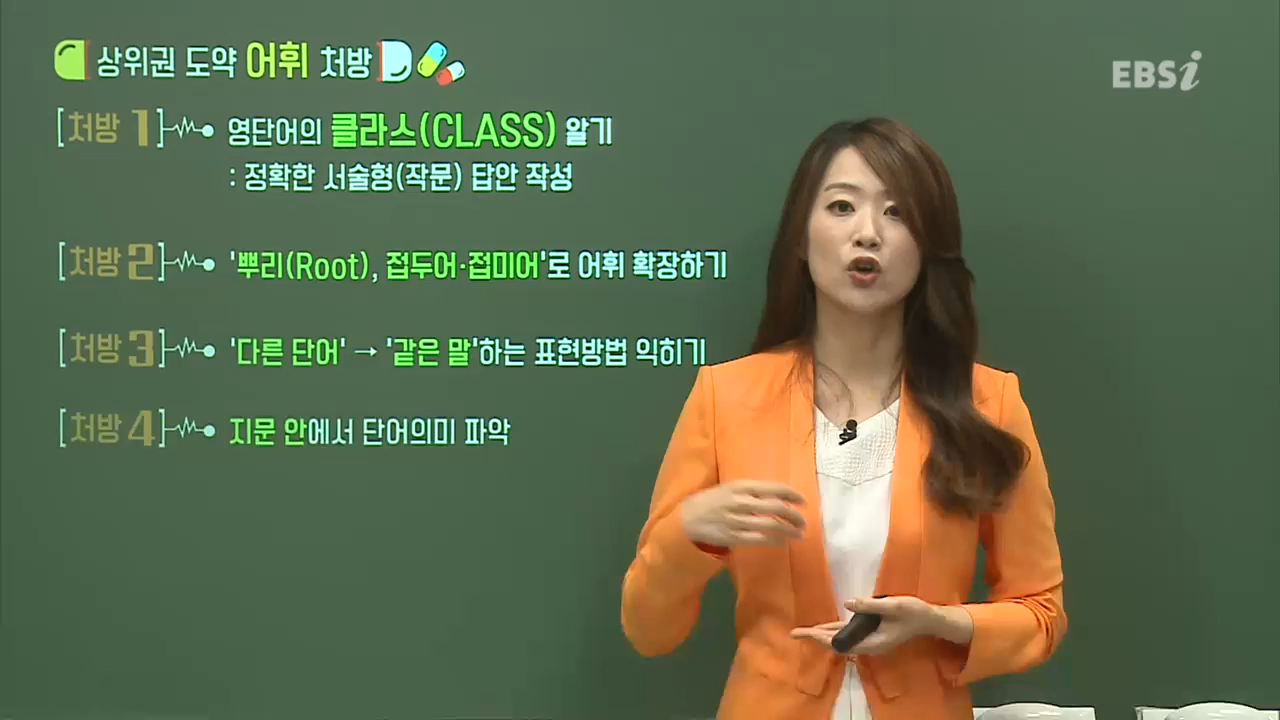 상위권 도약 어휘 처방
EBSi
[처방 1] 영단어의 클라스(CLASS) 알기
: 정확한 서술형(작문) 답안 작성
[처방 2] '뿌리(Root), 접두어·접미어'로 어휘 확장하기
[처방 3] '다른 단어' → '같은 말'하는 표현방법 익히기
[처방 4] 지문 안에서 단어의미 파악